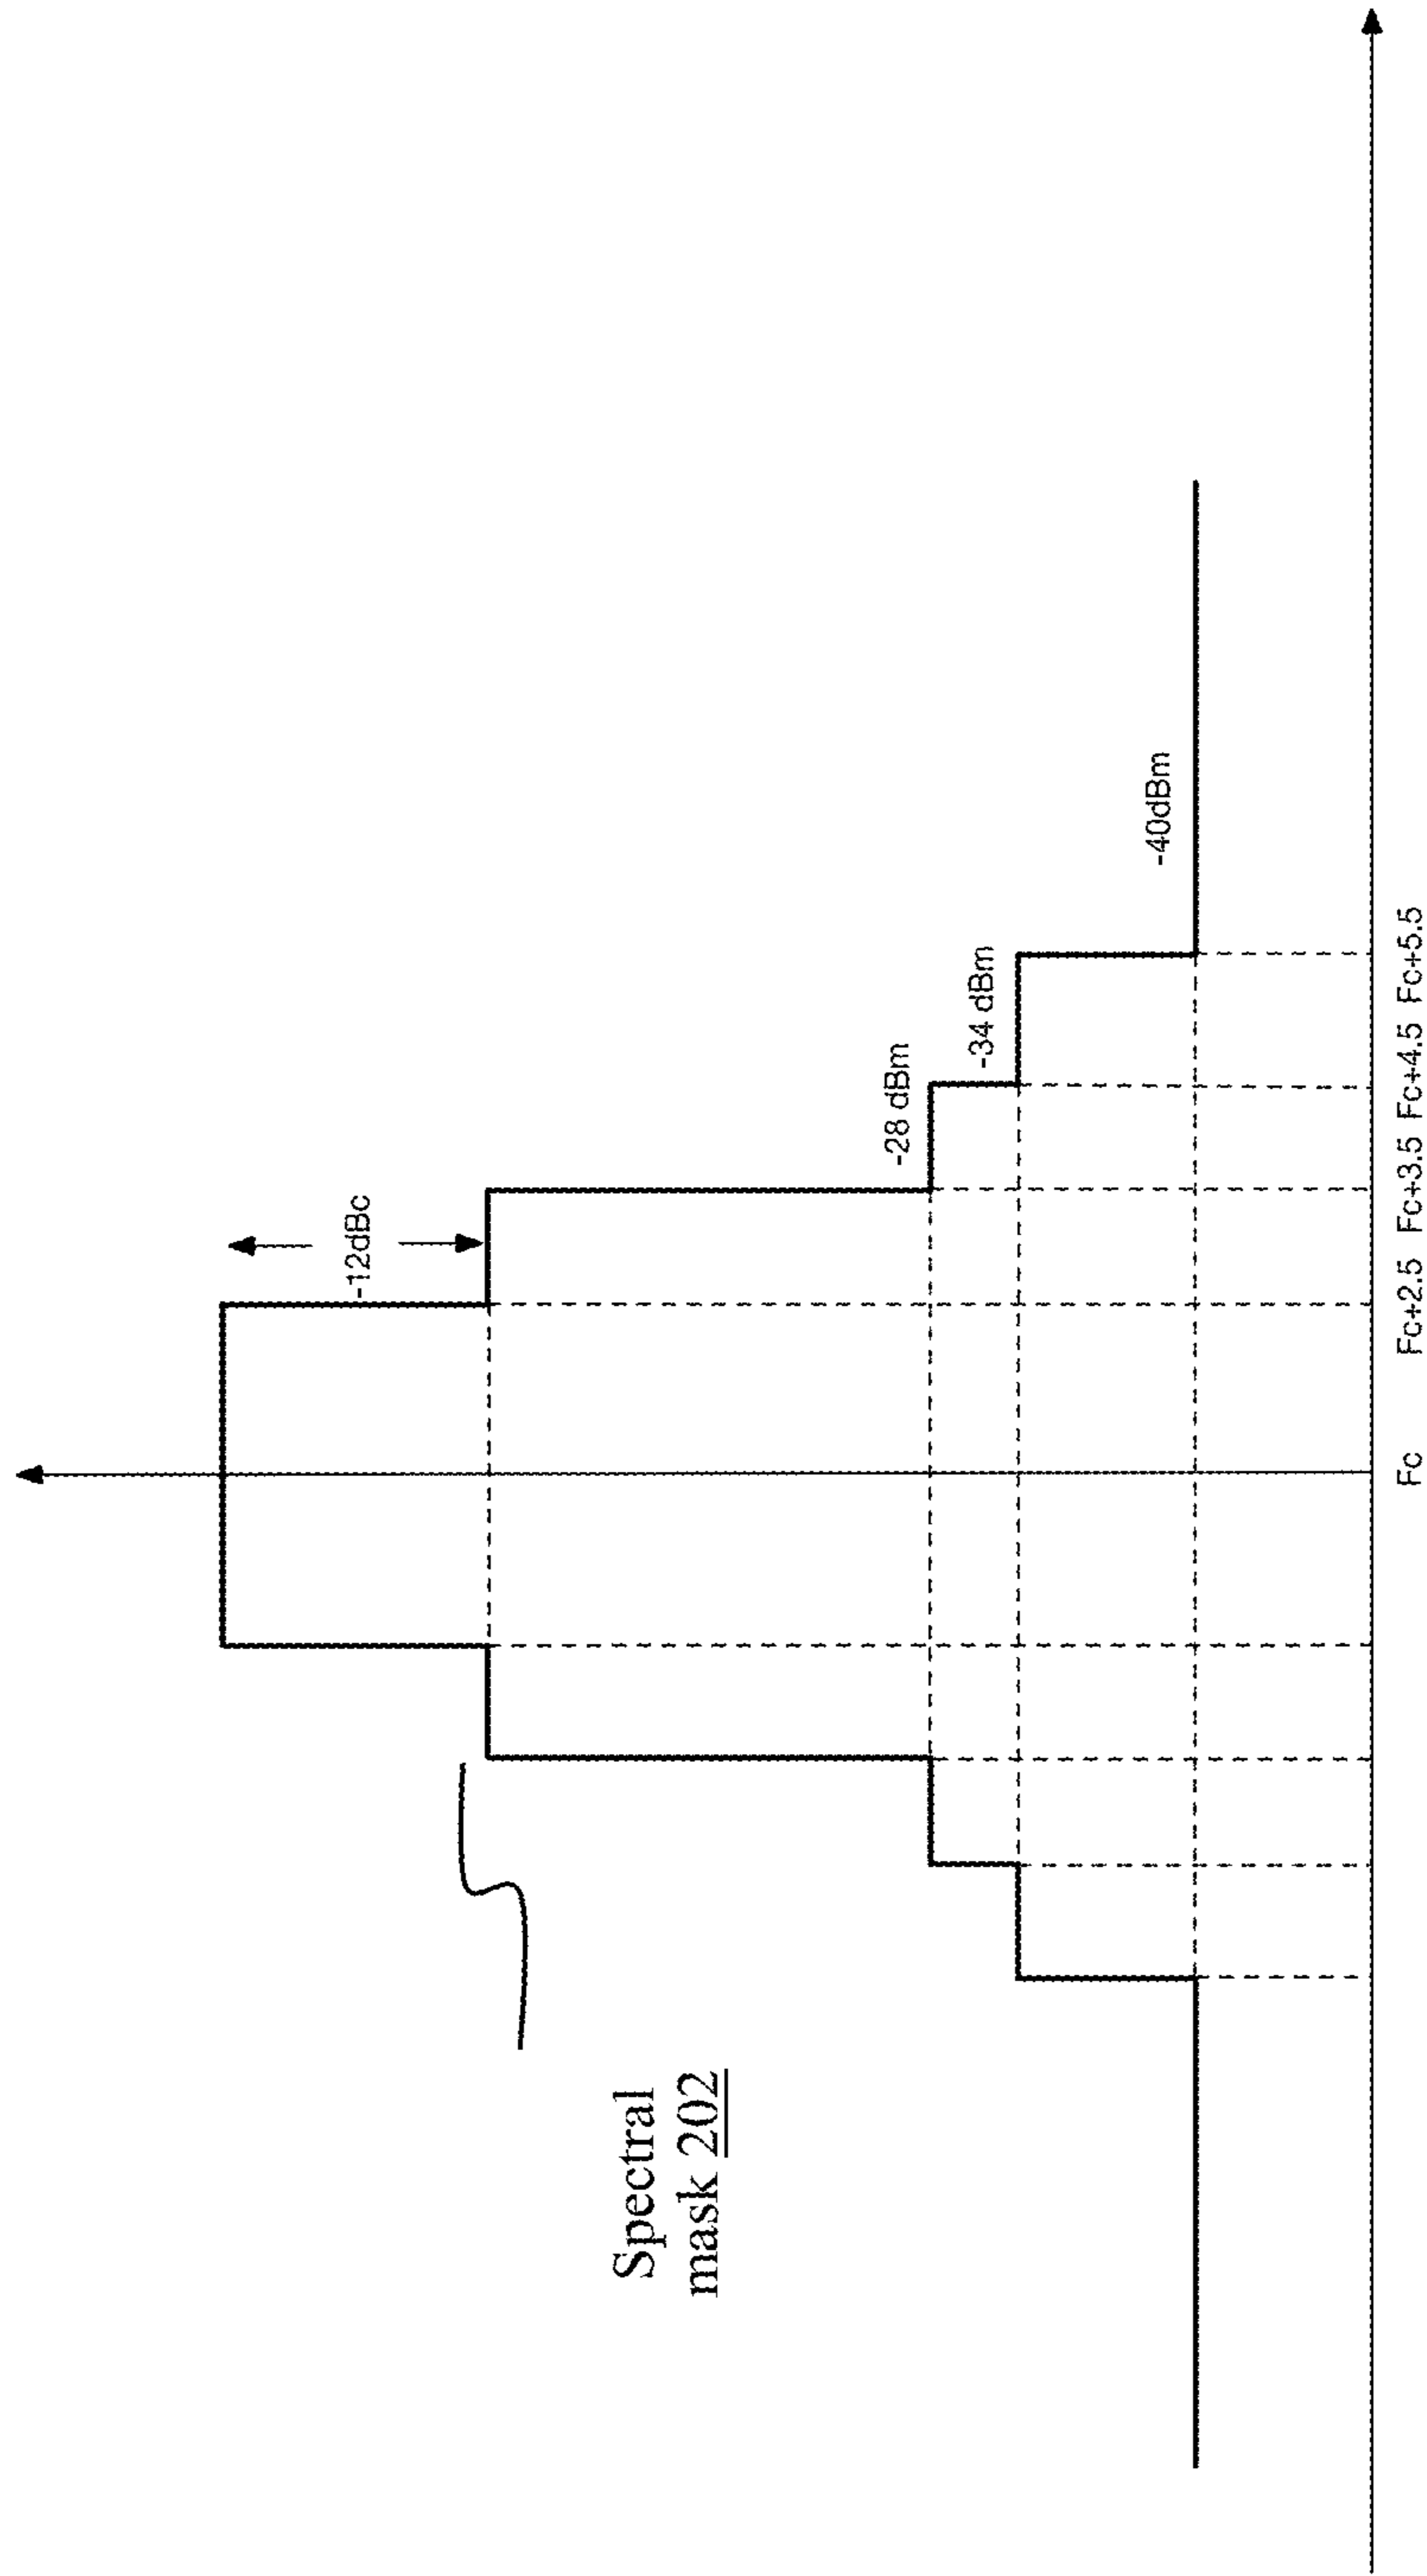 -12dBc
Spectral
mask 202
-28 dBm
-34 dBm
-40dBm
Fc Fc+2.5 Fc+3.5 Fc+4.5 Fc+5.5